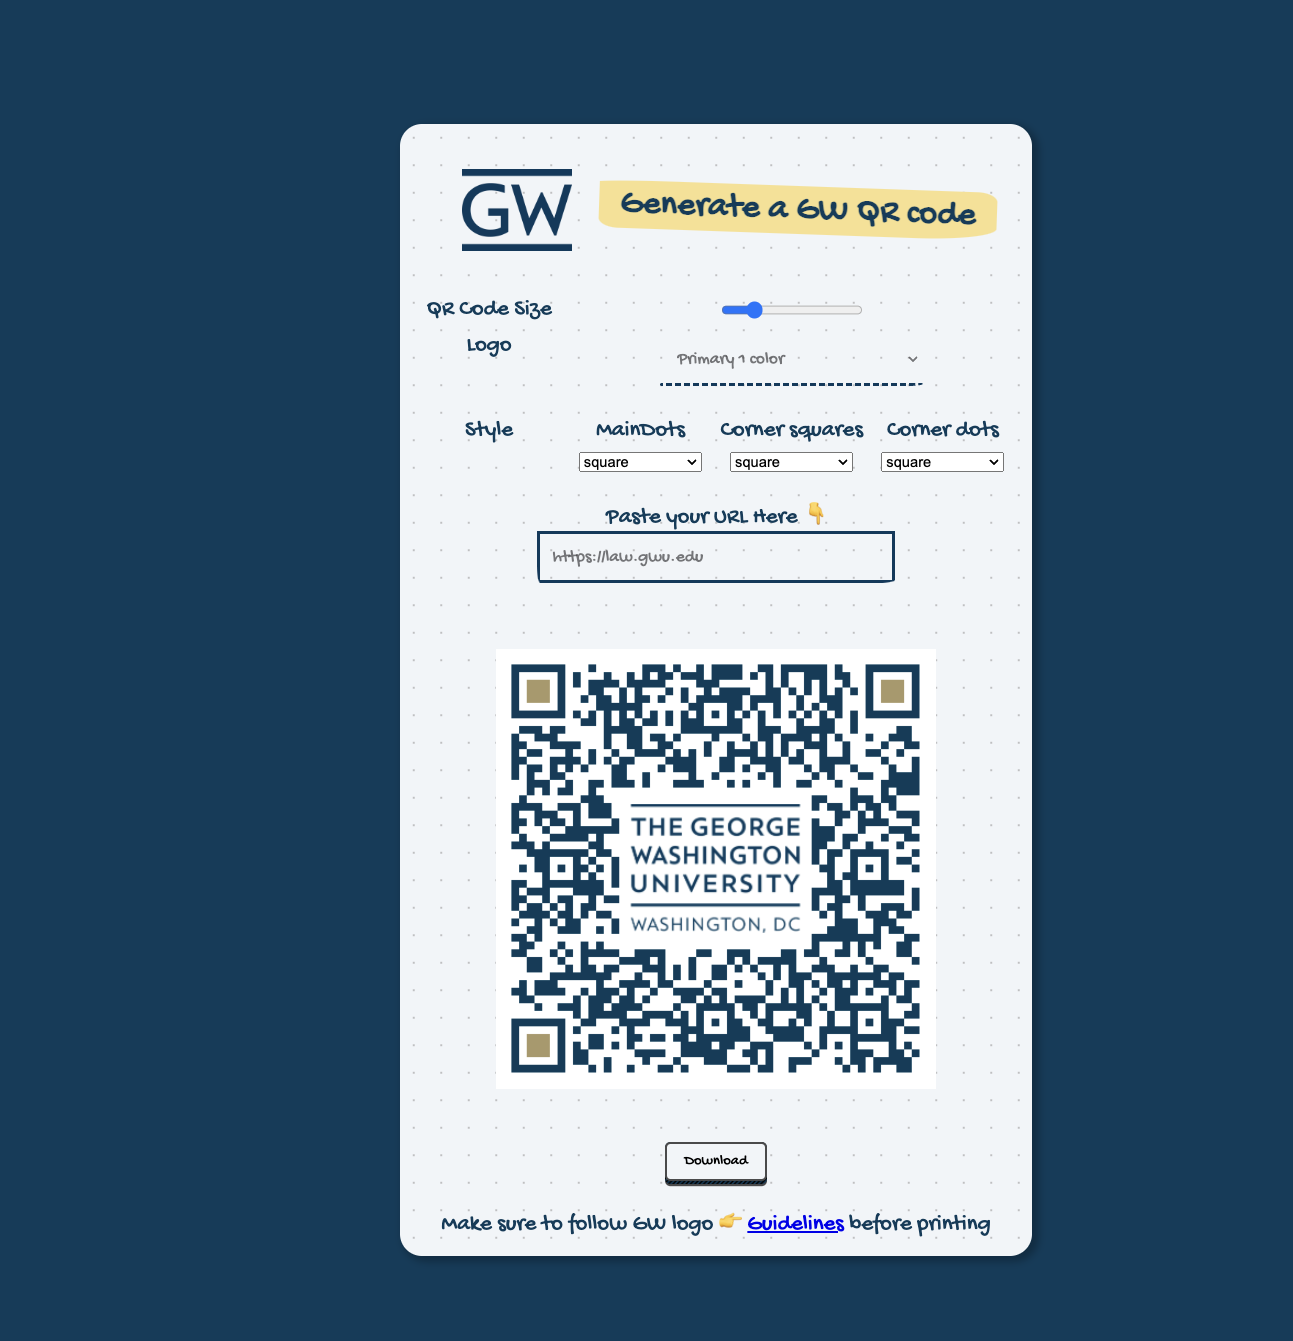 GW
Generate a GW QR code
QR Code Size
Logo
Primary 1 color
Style
MainDots
Corner squares
Corner dots
square
square
square
Paste your URL Here 👇
https://law.gwu.edu
THE GEORGE
WASHINGTON
UNIVERSITY
WASHINGTON, DC
Download
Make sure to follow GW logo 👉 Guidelines before printing